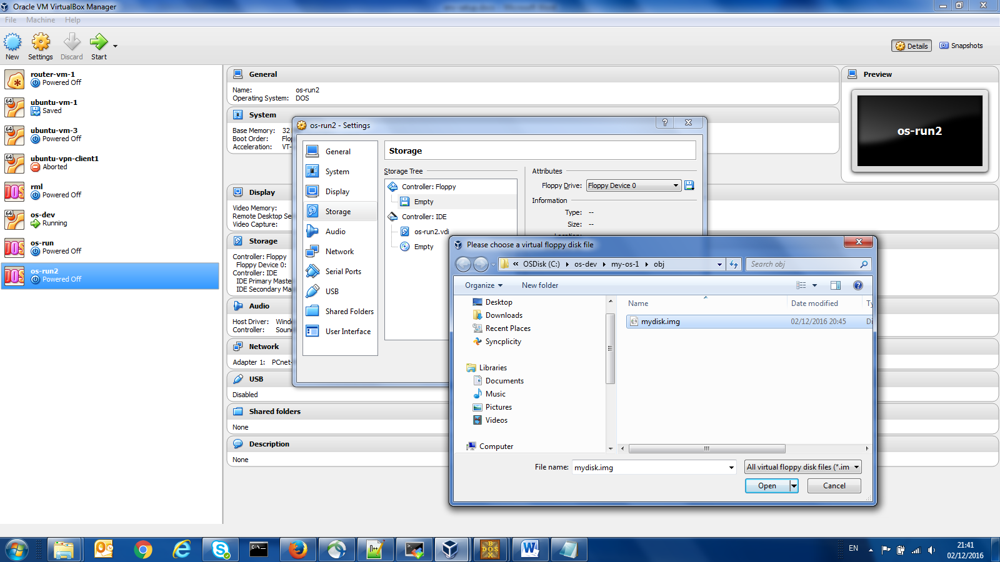 Oracle VM VirtualBox Manager
File Machine Help
New Settings Discard Start
Details Snapshots
router-vm-1
Powered Off
64
ubuntu-vm-1
Saved
64
ubuntu-vm-3
Powered Off
64
ubuntu-vpn-client1
Aborted
DOS
rml
Powered Off
64
os-dev
Running
DOS
os-run
Powered Off
DOS
os-run2
Powered Off
General
Name: os-run2
Operating System: DOS
System
Base Memory: 32
Boot Order: Flop
Acceleration: VT-
Display
Video Memory:
Remote Desktop Se
Video Capture:
Storage
Controller: Floppy
Floppy Device 0:
Controller: IDE
IDE Primary Maste
IDE Secondary Ma
Audio
Host Driver: Windo
Controller: Soun
Network
Adapter 1: PCnet-
USB
Disabled
Shared folders
None
Description
None
Preview
os-run2
os-run2 - Settings
General
System
Display
Storage
Audio
Network
Serial Ports
USB
Shared Folders
User Interface
Storage
Storage Tree
Controller: Floppy
Empty
Controller: IDE
os-run2.vdi
Empty
Attributes
Floppy Drive: Floppy Device 0
Information
Type: --
Size: --
Please choose a virtual floppy disk file
« OSDisk (C:) os-dev my-os-1 obj
Search obj
Organize New folder
Desktop
Downloads
Recent Places
Syncplicity
Libraries
Documents
Music
Pictures
Videos
Computer
Name Date modified Ty
mydisk.img 02/12/2016 20:45 Di
File name: mydisk.img
All virtual floppy disk files (*.im
Open Cancel
EN
21:41
02/12/2016